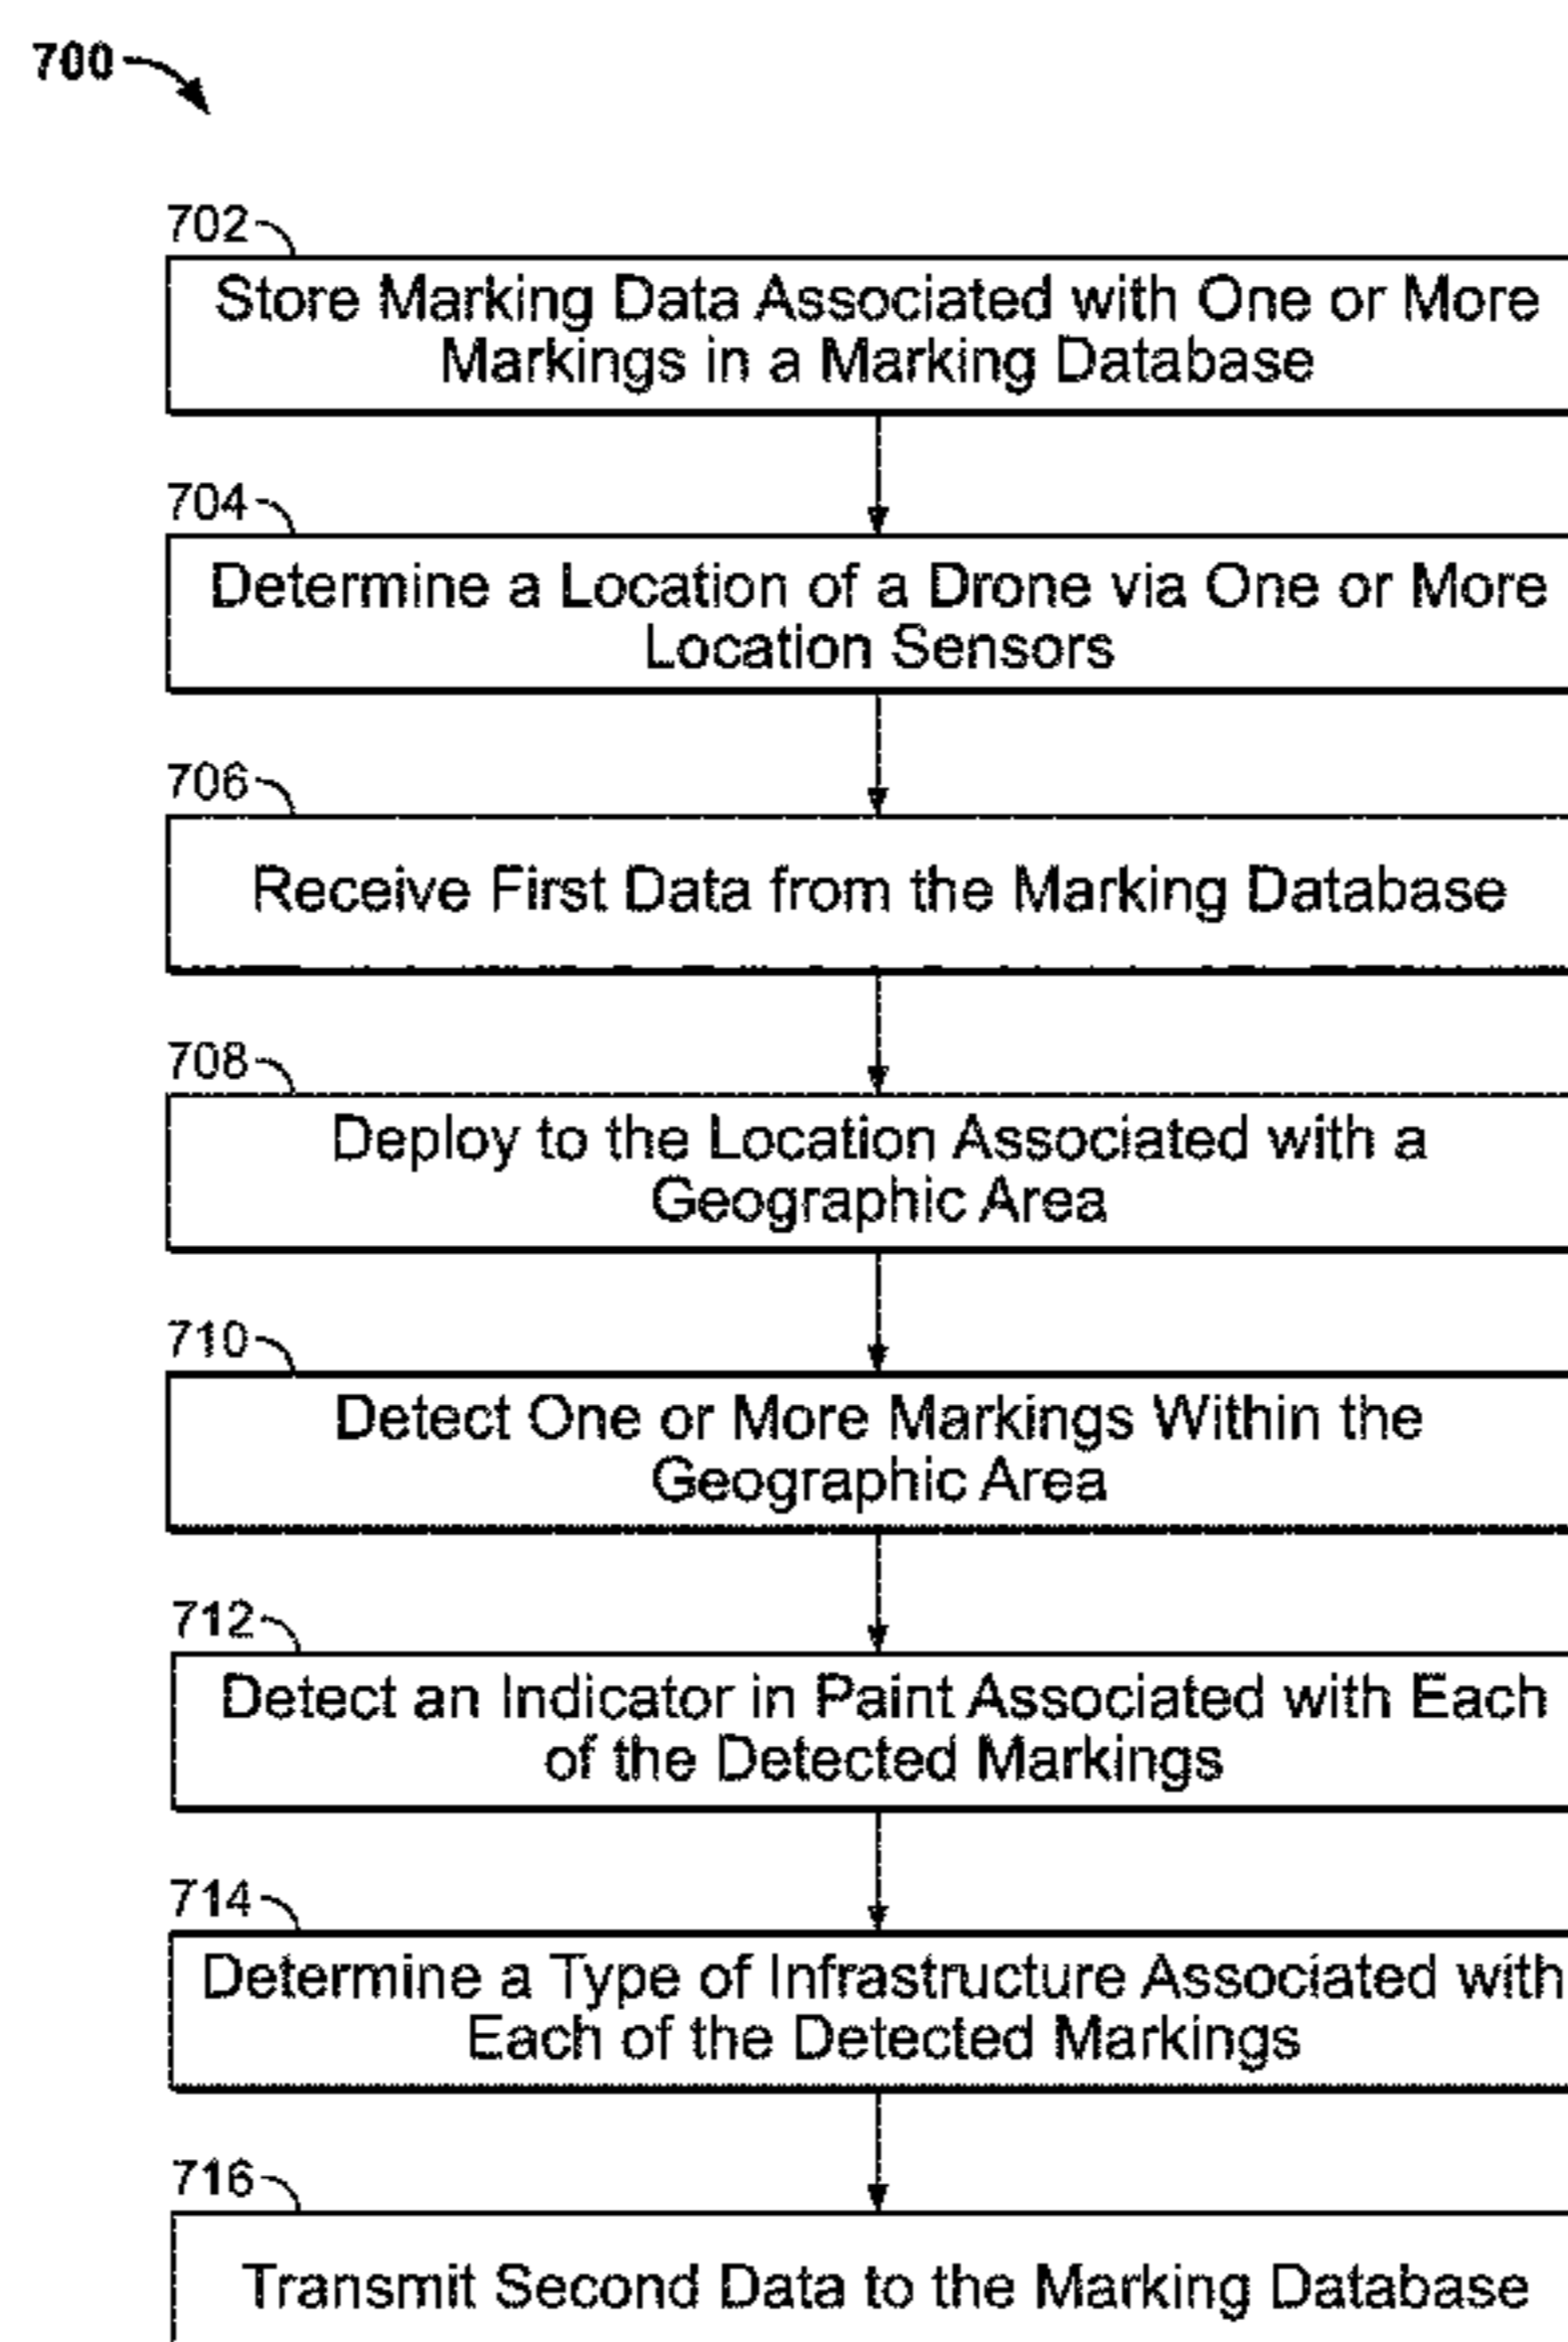 700
702
Store Marking Data Associated with One or More
Markings in a Marking Database
704
Determine a Location of a Drone via One or More
Location Sensors
706
Receive First Data from the Marking Database
708
Deploy to the Location Associated with a
Geographic Area
710
Detect One or More Markings Within the
Geographic Area
712
Detect an Indicator in Paint Associated with Each
of the Detected Markings
714
Determine a Type of Infrastructure Associated with
Each of the Detected Markings
716
Transmit Second Data to the Marking Database